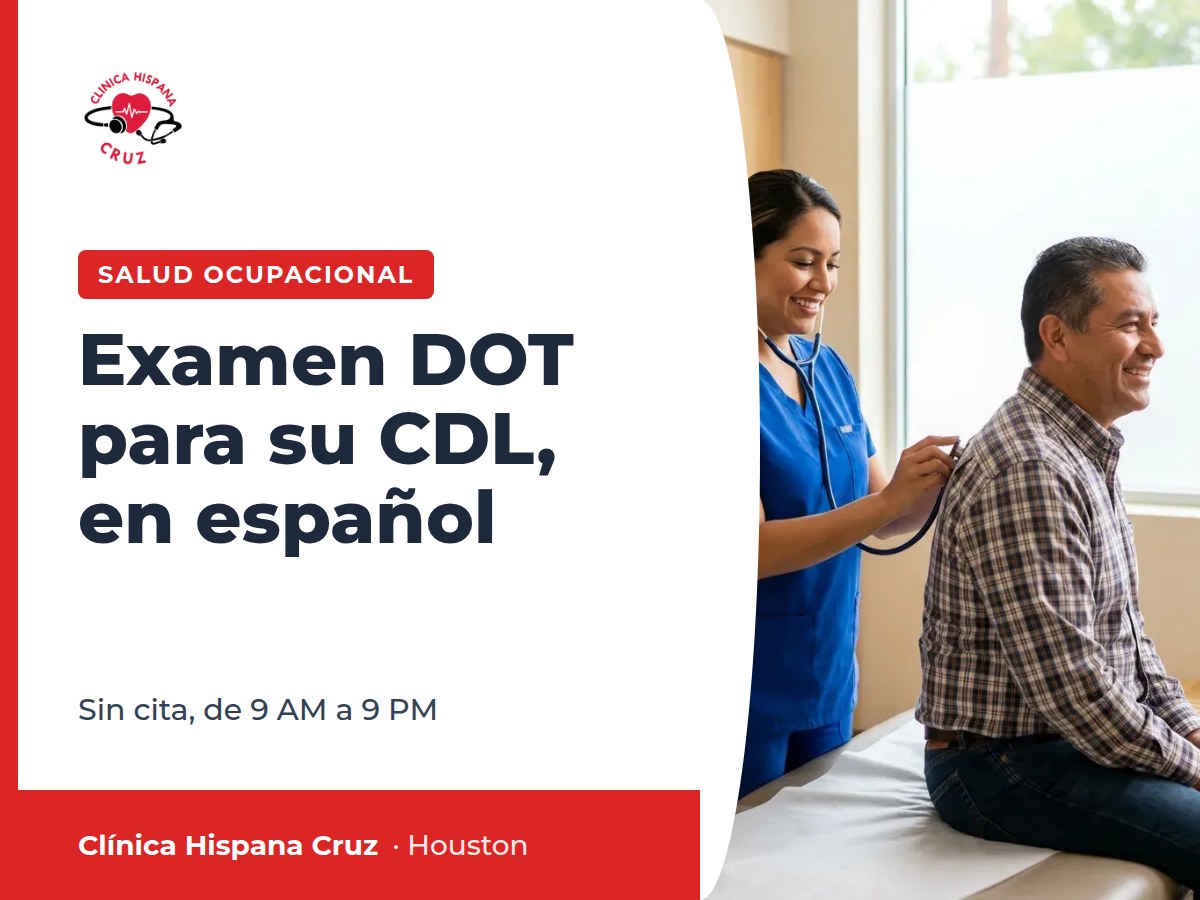 CLINICA HISPANA
CRUZ
SALUD OCUPACIONAL
Examen DOT
para su CDL,
en español
Sin cita, de 9 AM a 9 PM
Clínica Hispana Cruz · Houston